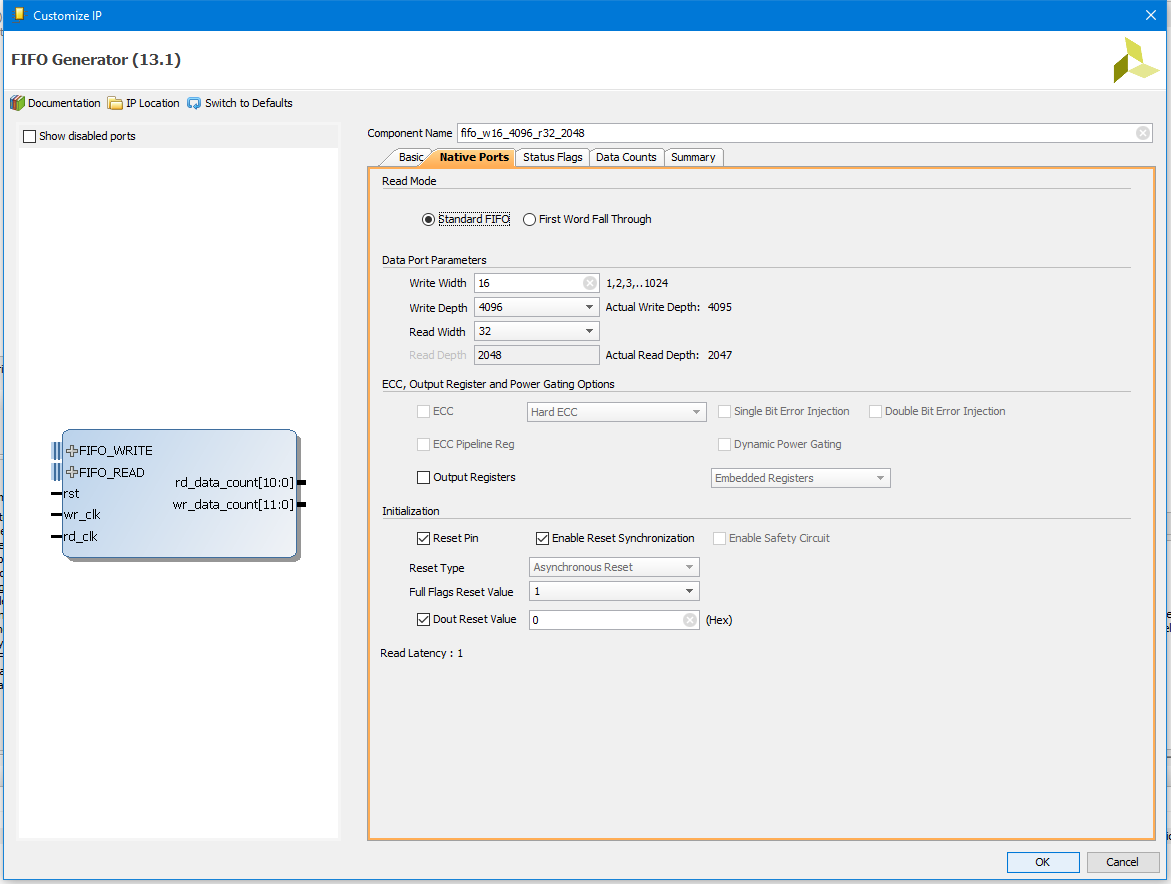 Customize IP
FIFO Generator (13.1)
Documentation IP Location Switch to Defaults
Show disabled ports
FIFO_WRITE
FIFO_READ
rst
wr_clk
rd_clk
rd_data_count[10:0]
wr_data_count[11:0]
Component Name fifo_w16_4096_r32_2048
Basic Native Ports Status Flags Data Counts Summary
Read Mode
Standard FIFO First Word Fall Through
Data Port Parameters
Write Width 16 1,2,3,..1024
Write Depth 4096 Actual Write Depth: 4095
Read Width 32
Read Depth 2048 Actual Read Depth: 2047
ECC, Output Register and Power Gating Options
ECC Hard ECC Single Bit Error Injection Double Bit Error Injection
ECC Pipeline Reg Dynamic Power Gating
Output Registers Embedded Registers
Initialization
Reset Pin Enable Reset Synchronization Enable Safety Circuit
Reset Type Asynchronous Reset
Full Flags Reset Value 1
Dout Reset Value 0 (Hex)
Read Latency : 1
OK Cancel